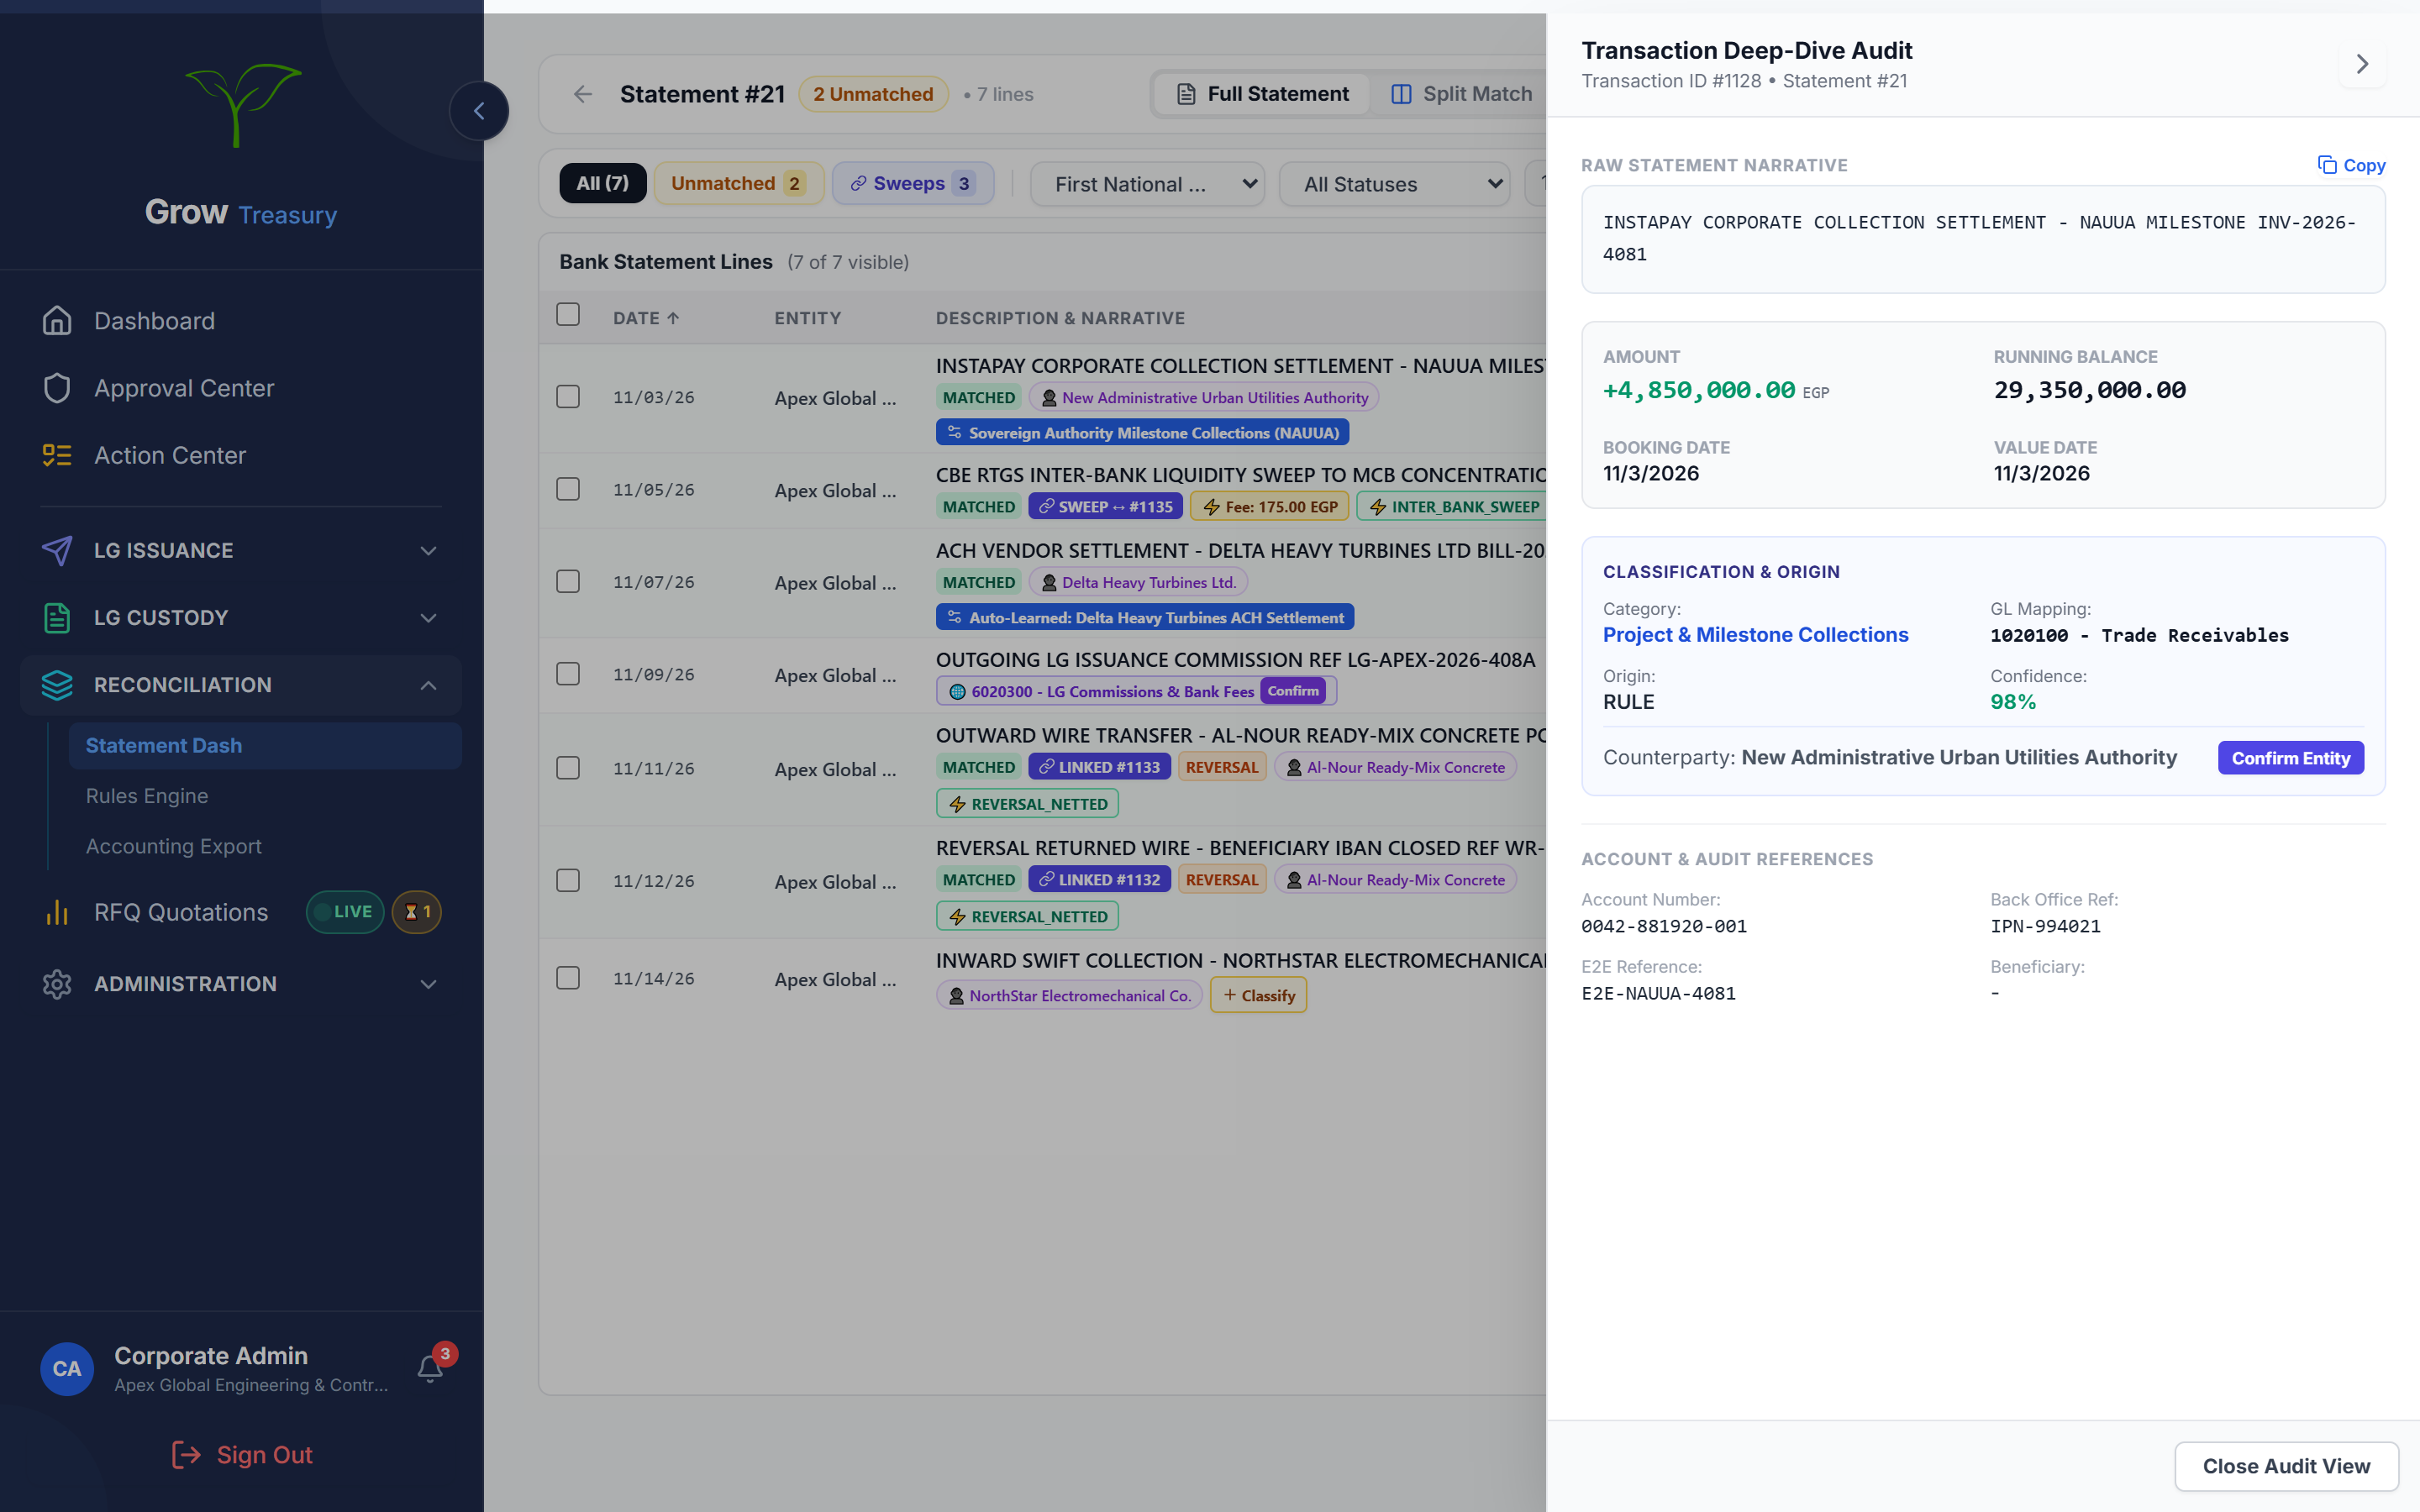 Grow Treasury
Dashboard
Approval Center
Action Center
LG ISSUANCE
LG CUSTODY
RECONCILIATION
Statement Dash
Rules Engine
Accounting Export
RFQ Quotations LIVE 1
ADMINISTRATION
CA Corporate Admin 3
Apex Global Engineering & Contr...
Sign Out
Statement #21 2 Unmatched • 7 lines Full Statement Split Match
All (7) Unmatched 2 Sweeps 3 First National ... All Statuses
Bank Statement Lines (7 of 7 visible)
DATE ↑ ENTITY DESCRIPTION & NARRATIVE
11/03/26 Apex Global ... INSTAPAY CORPORATE COLLECTION SETTLEMENT - NAUUA MILES
MATCHED New Administrative Urban Utilities Authority
Sovereign Authority Milestone Collections (NAUUA)
11/05/26 Apex Global ... CBE RTGS INTER-BANK LIQUIDITY SWEEP TO MCB CONCENTRATIO
MATCHED SWEEP ↔ #1135 Fee: 175.00 EGP INTER_BANK_SWEEP
11/07/26 Apex Global ... ACH VENDOR SETTLEMENT - DELTA HEAVY TURBINES LTD BILL-20
MATCHED Delta Heavy Turbines Ltd.
Auto-Learned: Delta Heavy Turbines ACH Settlement
11/09/26 Apex Global ... OUTGOING LG ISSUANCE COMMISSION REF LG-APEX-2026-408A
6020300 - LG Commissions & Bank Fees Confirm
11/11/26 Apex Global ... OUTWARD WIRE TRANSFER - AL-NOUR READY-MIX CONCRETE PO
MATCHED LINKED #1133 REVERSAL Al-Nour Ready-Mix Concrete
REVERSAL_NETTED
11/12/26 Apex Global ... REVERSAL RETURNED WIRE - BENEFICIARY IBAN CLOSED REF WR-
MATCHED LINKED #1132 REVERSAL Al-Nour Ready-Mix Concrete
REVERSAL_NETTED
11/14/26 Apex Global ... INWARD SWIFT COLLECTION - NORTHSTAR ELECTROMECHANICAL
NorthStar Electromechanical Co. + Classify
Transaction Deep-Dive Audit
Transaction ID #1128 • Statement #21
RAW STATEMENT NARRATIVE Copy
INSTAPAY CORPORATE COLLECTION SETTLEMENT - NAUUA MILESTONE INV-2026-
4081
AMOUNT RUNNING BALANCE
+4,850,000.00 EGP 29,350,000.00
BOOKING DATE VALUE DATE
11/3/2026 11/3/2026
CLASSIFICATION & ORIGIN
Category: GL Mapping:
Project & Milestone Collections 1020100 - Trade Receivables
Origin: Confidence:
RULE 98%
Counterparty: New Administrative Urban Utilities Authority Confirm Entity
ACCOUNT & AUDIT REFERENCES
Account Number: Back Office Ref:
0042-881920-001 IPN-994021
E2E Reference: Beneficiary:
E2E-NAUUA-4081 -
Close Audit View